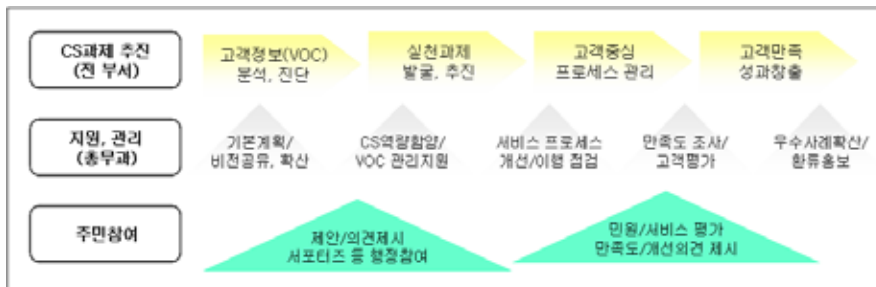 CS과제 추진
(전 부서)
고객정보(VOC)
분석, 진단
실천과제
발굴, 추진
고객중심
프로세스 관리
고객만족
성과창출
지원, 관리
(총무과)
기본계획/
비전공유, 확산
CS역량함양/
VOC 관리지원
서비스 프로세스
개선/이행 점검
만족도 조사/
고객평가
우수사례확산/
환류홍보
주민참여
제안/의견제시
서포터즈 등 행정참여
민원/서비스 평가
만족도/개선의견 제시